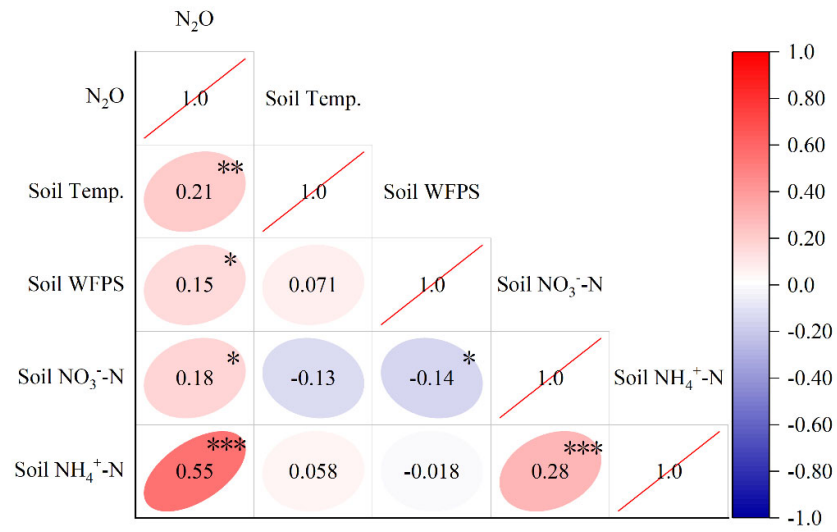 N₂O
1.0
N₂O 1.0 Soil Temp. 0.80
0.60
Soil Temp. 0.21 ** 1.0 Soil WFPS 0.40
0.20
Soil WFPS 0.15 * 0.071 1.0 Soil NO₃⁻-N 0.0
-0.20
Soil NO₃⁻-N 0.18 * -0.13 -0.14 * 1.0 Soil NH₄⁺-N -0.40
-0.60
Soil NH₄⁺-N 0.55 *** 0.058 -0.018 0.28 *** 1.0 -0.80
-1.0